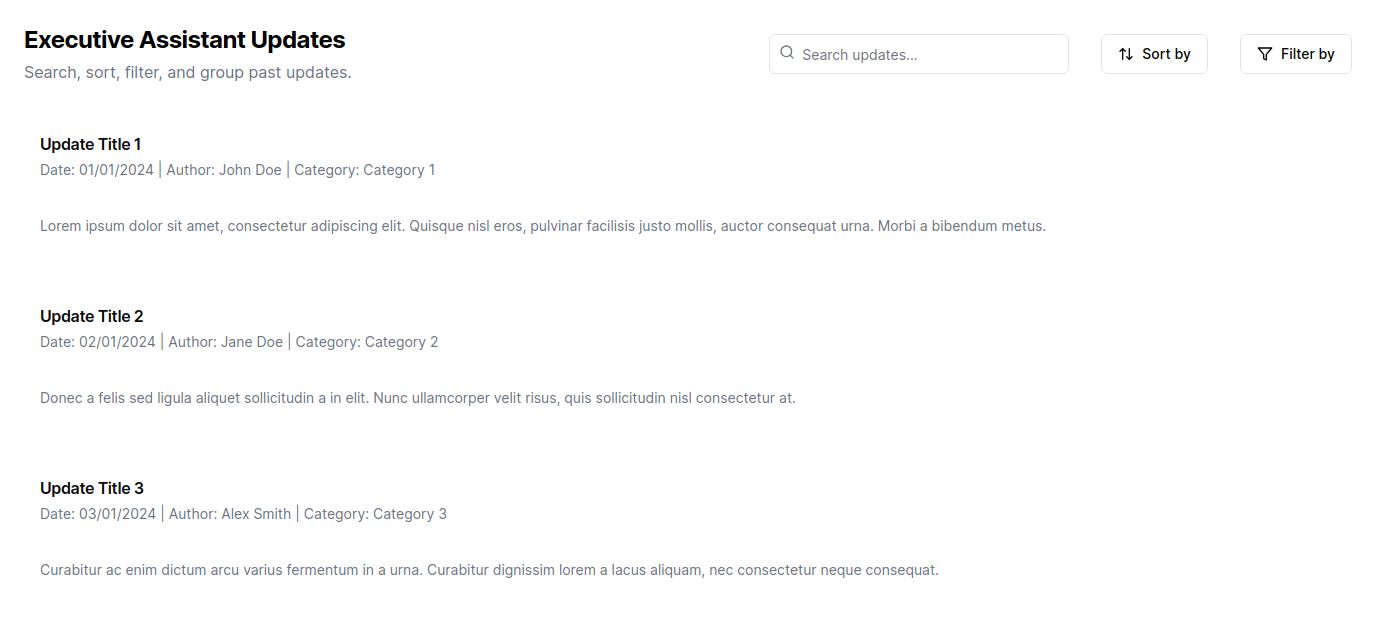 Executive Assistant Updates
Search, sort, filter, and group past updates.
Search updates...
Sort by
Filter by
Update Title 1
Date: 01/01/2024 | Author: John Doe | Category: Category 1
Lorem ipsum dolor sit amet, consectetur adipiscing elit. Quisque nisl eros, pulvinar facilisis justo mollis, auctor consequat urna. Morbi a bibendum metus.
Update Title 2
Date: 02/01/2024 | Author: Jane Doe | Category: Category 2
Donec a felis sed ligula aliquet sollicitudin a in elit. Nunc ullamcorper velit risus, quis sollicitudin nisl consectetur at.
Update Title 3
Date: 03/01/2024 | Author: Alex Smith | Category: Category 3
Curabitur ac enim dictum arcu varius fermentum in a urna. Curabitur dignissim lorem a lacus aliquam, nec consectetur neque consequat.